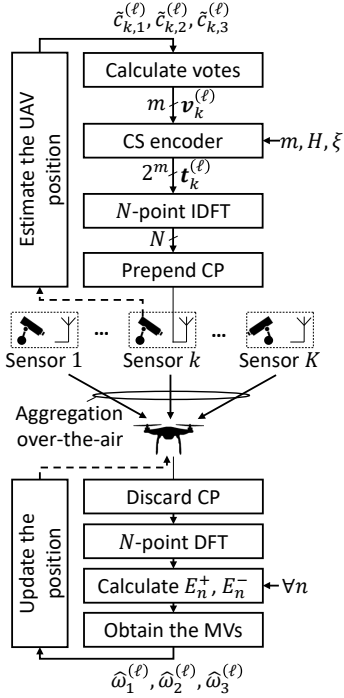 c̃_{k,1}^{(ℓ)}, c̃_{k,2}^{(ℓ)}, c̃_{k,3}^{(ℓ)}
Calculate votes
m v_k^{(ℓ)}
CS encoder
m, H, ξ
2^m t_k^{(ℓ)}
N-point IDFT
N
Prepend CP
Estimate the UAV
position
... ...
Sensor 1 Sensor k Sensor K
Aggregation
over-the-air
Discard CP
N-point DFT
Calculate E_n^+, E_n^-
∀n
Obtain the MVs
Update the
position
ω̂_1^{(ℓ)}, ω̂_2^{(ℓ)}, ω̂_3^{(ℓ)}